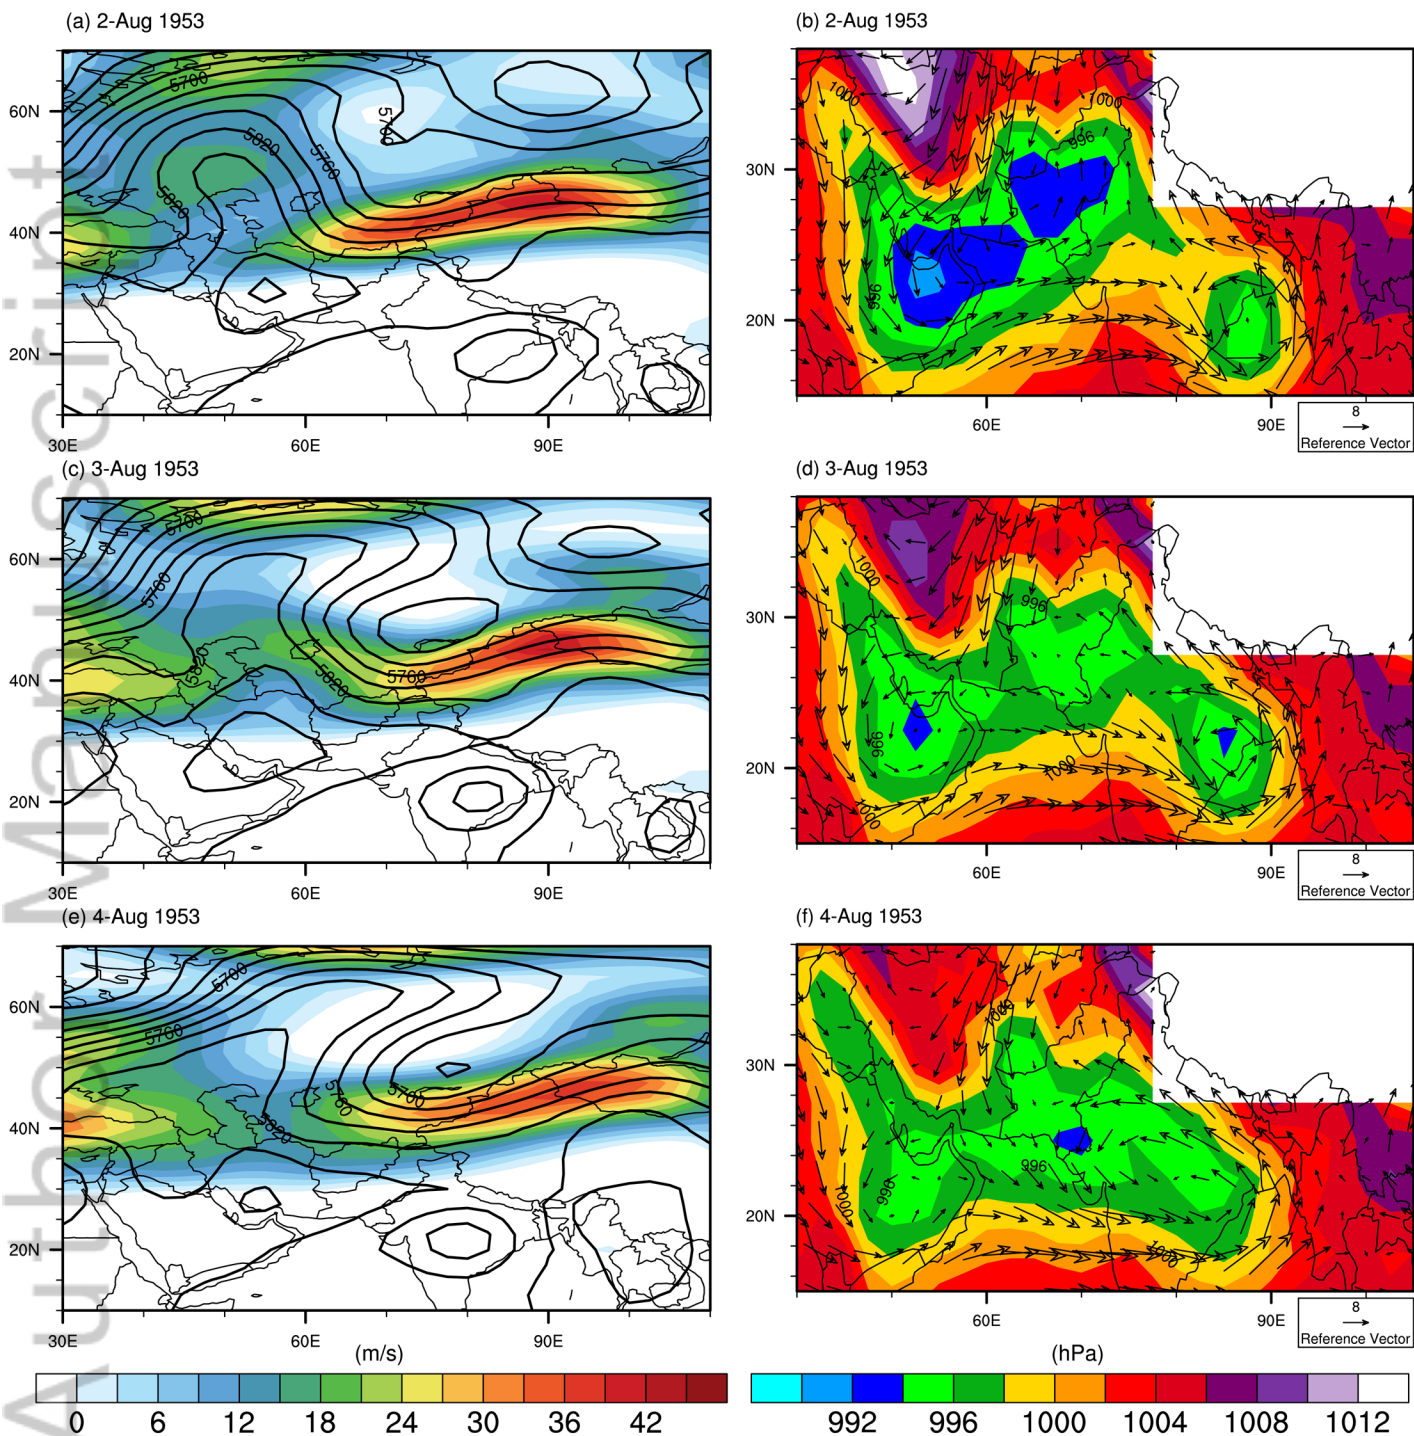 (a) 2-Aug 1953
(b) 2-Aug 1953
60N
40N
20N
30E
60E
90E
5700
5820
5760
5700
5820
30N
20N
60E
90E
1000
1000
996
996
8
Reference Vector
(c) 3-Aug 1953
(d) 3-Aug 1953
60N
40N
20N
30E
60E
90E
5700
5760
5820
5820
5760
30N
20N
60E
90E
1000
996
996
1000
1000
8
Reference Vector
(e) 4-Aug 1953
(f) 4-Aug 1953
60N
40N
20N
30E
60E
90E
5700
5760
5760
5700
5820
30N
20N
60E
90E
1000
996
996
1000
1000
8
Reference Vector
(m/s)
(hPa)
0 6 12 18 24 30 36 42
992 996 1000 1004 1008 1012
Author Manuscript